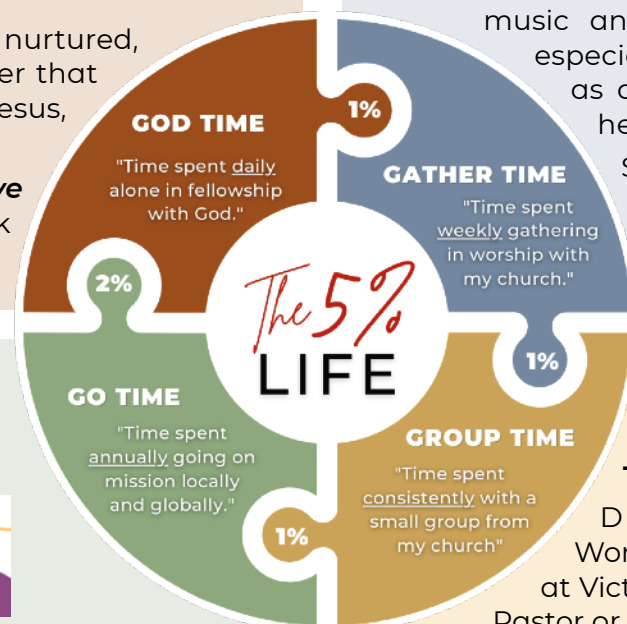 nurtured,
er that
esus,
ve
k
music an
especi
as
he
GOD TIME
"Time spent daily
alone in fellowship
with God."
1%
GATHER TIME
"Time spent
weekly gathering
in worship with
my church."
1%
The 5%
LIFE
2%
GO TIME
"Time spent
annually going on
mission locally
and globally."
GROUP TIME
"Time spent
consistently with a
small group from
my church"
1%
D
Wor
at Vict
Pastor or